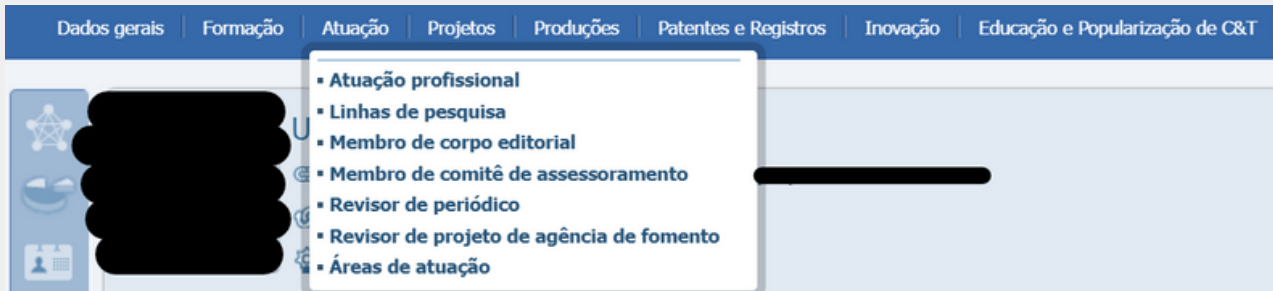 Dados gerais | Formação | Atuação | Projetos | Produções | Patentes e Registros | Inovação | Educação e Popularização de C&T
▪ Atuação profissional
▪ Linhas de pesquisa
▪ Membro de corpo editorial
▪ Membro de comitê de assessoramento
▪ Revisor de periódico
▪ Revisor de projeto de agência de fomento
▪ Áreas de atuação